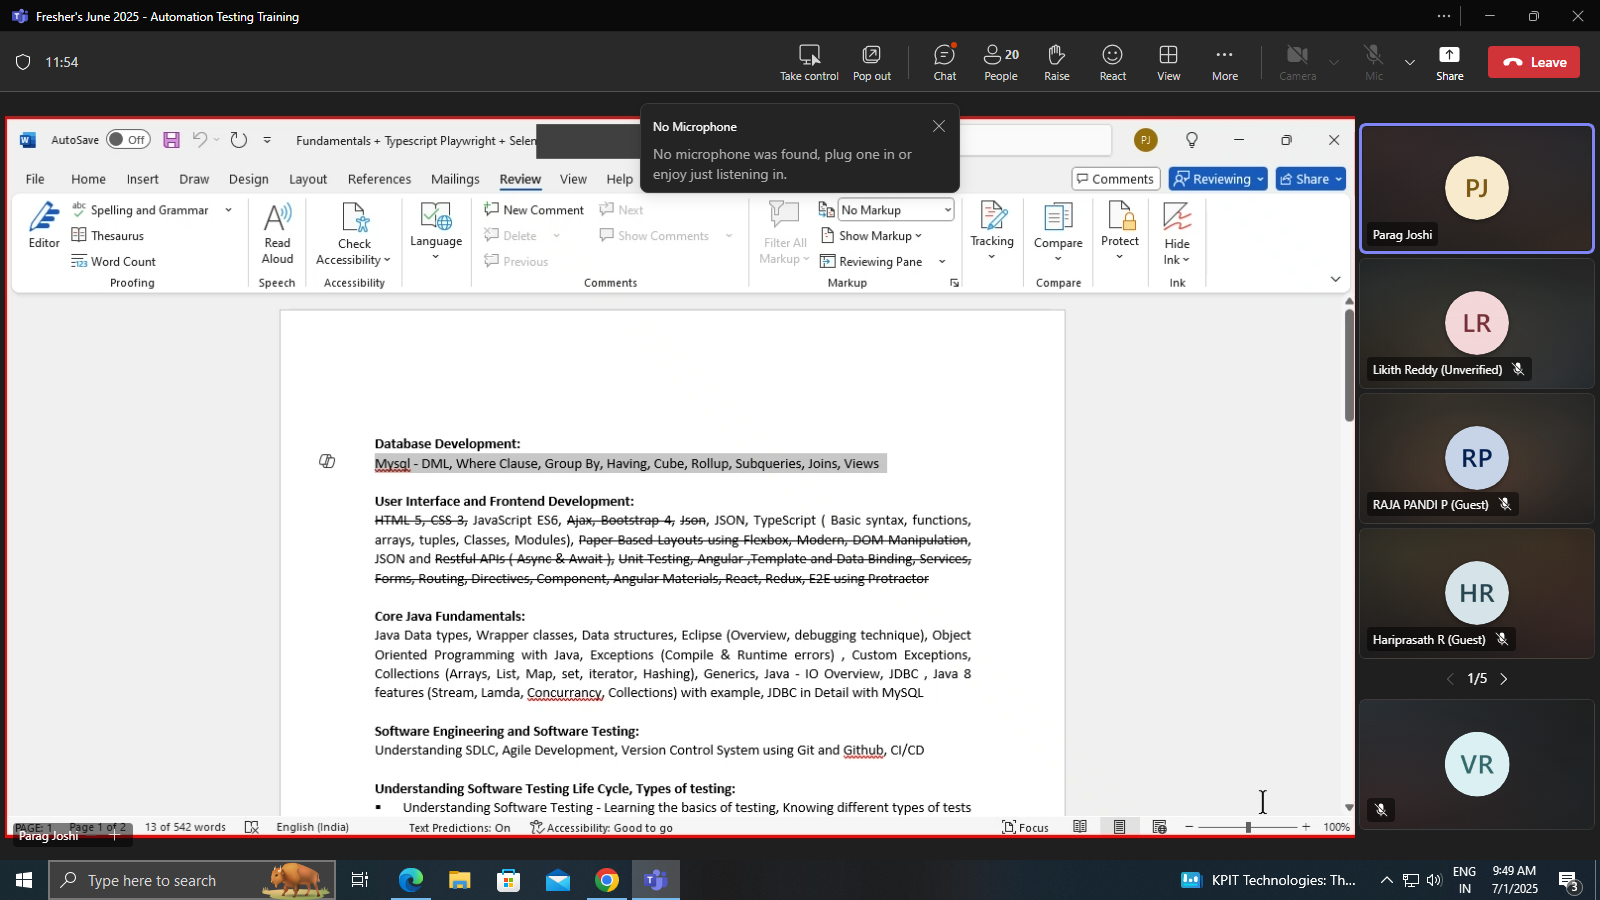 Fresher's June 2025 - Automation Testing Training
11:54
Take control
Pop out
Chat
20
People
Raise
React
View
More
Camera
Mic
Share
Leave
No Microphone
No microphone was found, plug one in or
enjoy just listening in.
AutoSave
Off
Fundamentals + Typescript Playwright + Selen
PJ
File
Home
Insert
Draw
Design
Layout
References
Mailings
Review
View
Help
Comments
Reviewing
Share
Editor
Spelling and Grammar
Thesaurus
Word Count
Proofing
Read
Aloud
Speech
Check
Accessibility
Accessibility
Language
New Comment
Delete
Previous
Next
Show Comments
Comments
Filter All
Markup
No Markup
Show Markup
Reviewing Pane
Markup
Tracking
Compare
Compare
Protect
Hide
Ink
Ink
Database Development:
Mysql - DML, Where Clause, Group By, Having, Cube, Rollup, Subqueries, Joins, Views
User Interface and Frontend Development:
HTML 5, CSS 3, JavaScript ES6, Ajax, Bootstrap 4, Json, JSON, TypeScript ( Basic syntax, functions,
arrays, tuples, Classes, Modules), Paper Based Layouts using Flexbox, Modern, DOM Manipulation,
JSON and Restful APIs ( Async & Await ), Unit Testing, Angular ,Template and Data Binding, Services,
Forms, Routing, Directives, Component, Angular Materials, React, Redux, E2E using Protractor
Core Java Fundamentals:
Java Data types, Wrapper classes, Data structures, Eclipse (Overview, debugging technique), Object
Oriented Programming with Java, Exceptions (Compile & Runtime errors) , Custom Exceptions,
Collections (Arrays, List, Map, set, iterator, Hashing), Generics, Java - IO Overview, JDBC , Java 8
features (Stream, Lamda, Concurrancy, Collections) with example, JDBC in Detail with MySQL
Software Engineering and Software Testing:
Understanding SDLC, Agile Development, Version Control System using Git and Github, CI/CD
Understanding Software Testing Life Cycle, Types of testing:
▪ Understanding Software Testing - Learning the basics of testing, Knowing different types of tests
PAGE: 1
Page 1 of 2
13 of 542 words
English (India)
Text Predictions: On
Accessibility: Good to go
Focus
100%
Parag Joshi
PJ
Parag Joshi
LR
Likith Reddy (Unverified)
RP
RAJA PANDI P (Guest)
HR
Hariprasath R (Guest)
1/5
VR
Type here to search
KPIT Technologies: Th...
ENG
IN
9:49 AM
7/1/2025
3